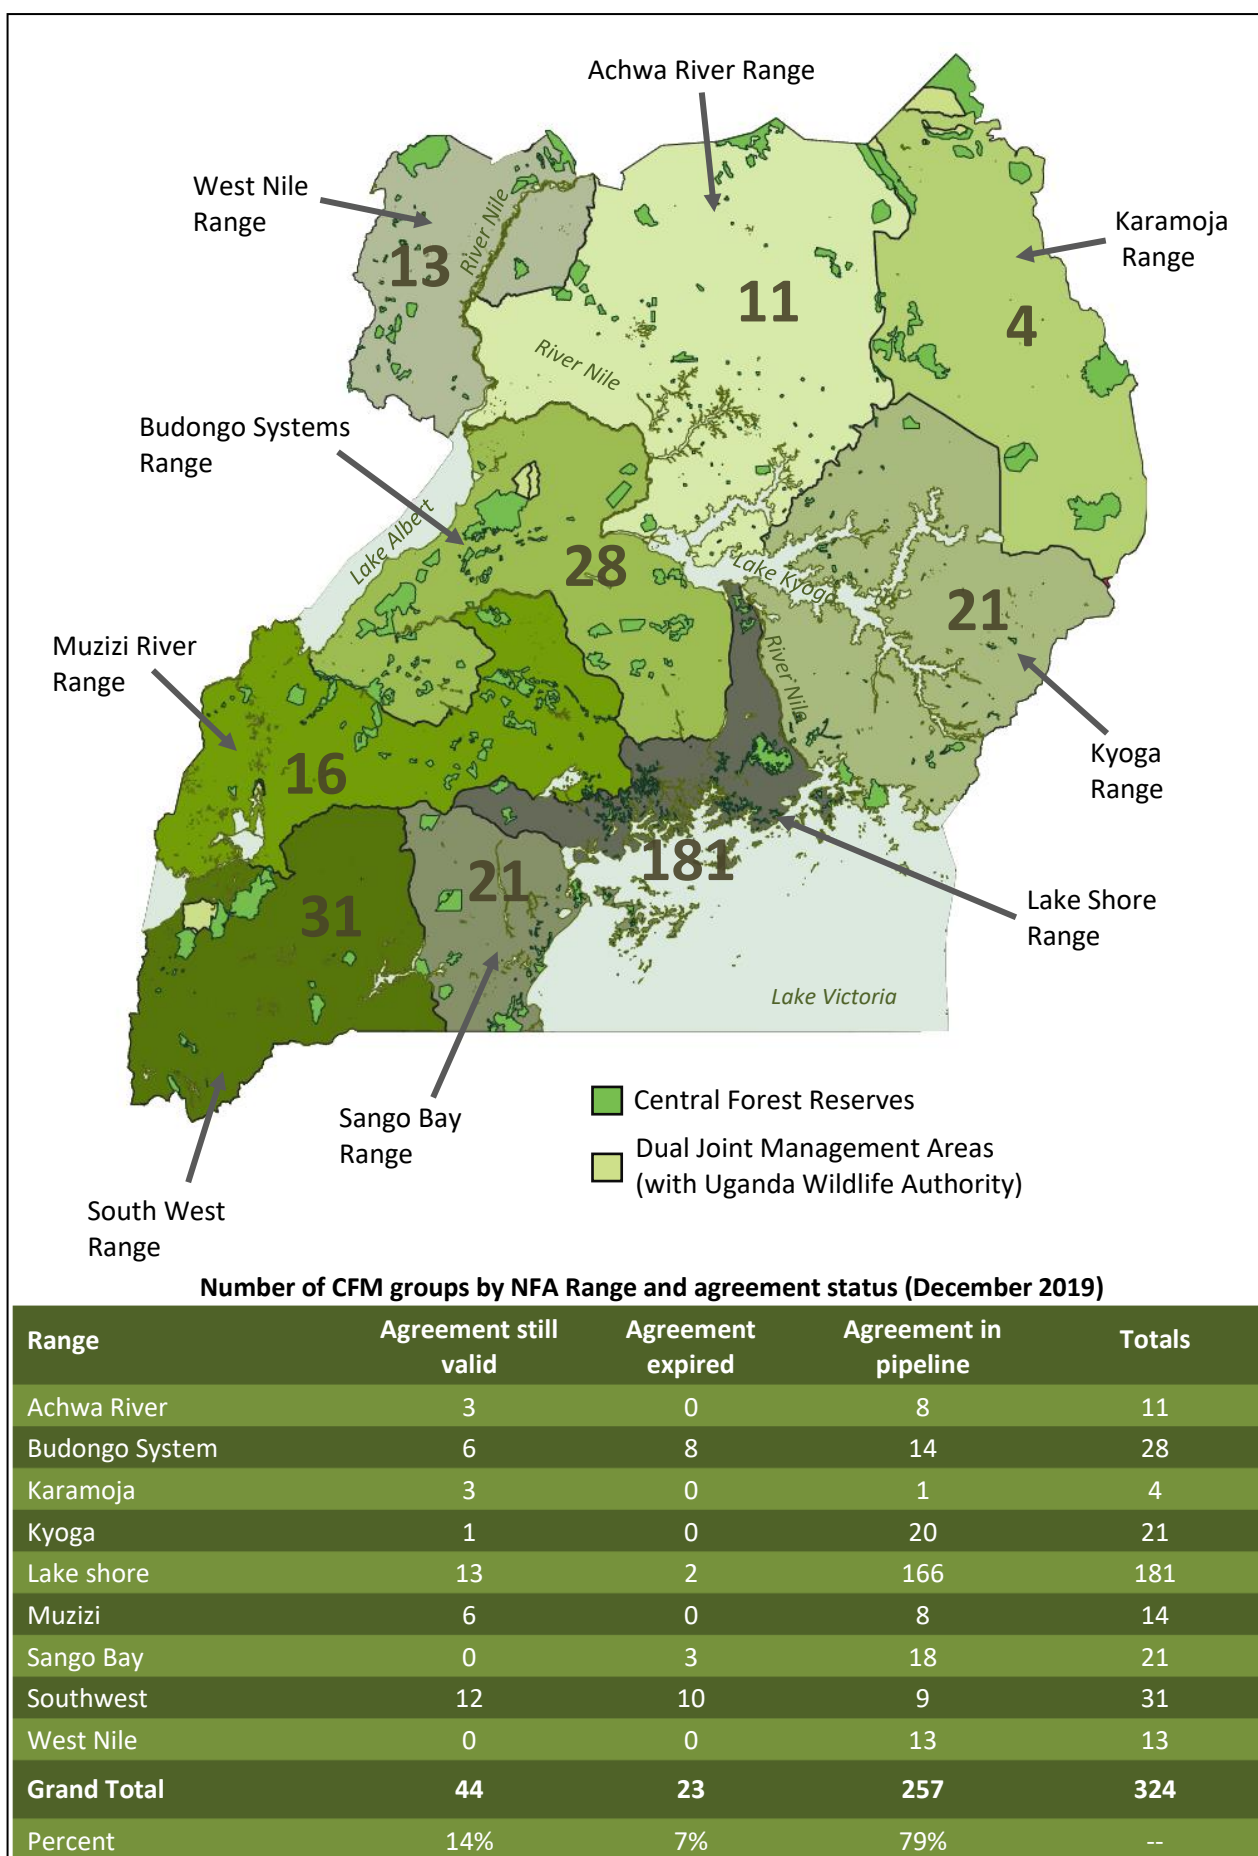 Achwa River Range
West Nile
Range
River Nile
Karamoja
Range
13
11
4
River Nile
Budongo Systems
Range
Lake Albert
28
Lake Kyoga
21
Muzizi River
Range
River Nile
16
Kyoga
Range
181
21
31
Lake Shore
Range
Lake Victoria
Central Forest Reserves
Sango Bay
Range
Dual Joint Management Areas
(with Uganda Wildlife Authority)
South West
Range
Number of CFM groups by NFA Range and agreement status (December 2019)
Range Agreement still valid Agreement expired Agreement in pipeline Totals
Achwa River 3 0 8 11
Budongo System 6 8 14 28
Karamoja 3 0 1 4
Kyoga 1 0 20 21
Lake shore 13 2 166 181
Muzizi 6 0 8 14
Sango Bay 0 3 18 21
Southwest 12 10 9 31
West Nile 0 0 13 13
Grand Total 44 23 257 324
Percent 14% 7% 79% --